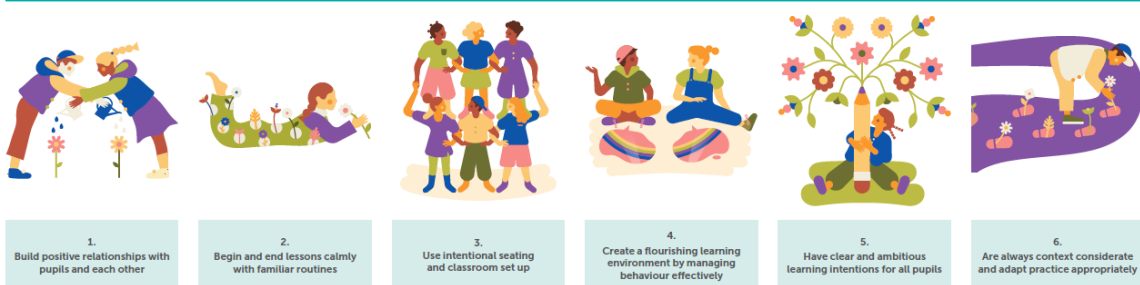 1.
Build positive relationships with
pupils and each other
2.
Begin and end lessons calmly
with familiar routines
3.
Use intentional seating
and classroom set up
4.
Create a flourishing learning
environment by managing
behaviour effectively
5.
Have clear and ambitious
learning intentions for all pupils
6.
Are always context considerate
and adapt practice appropriately